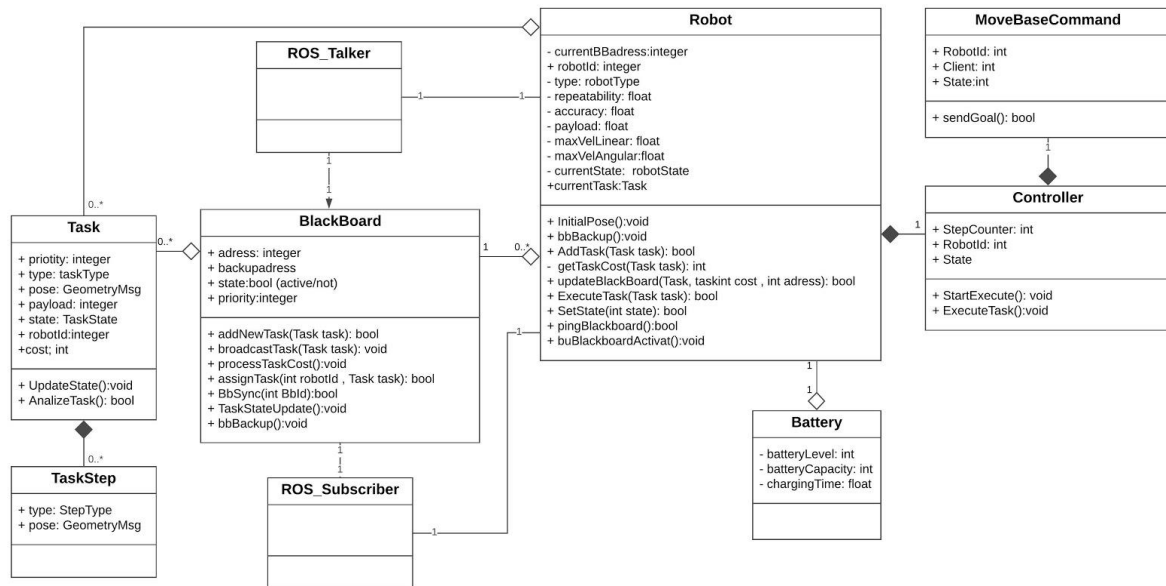 Robot
- currentBBadress:integer
+ robotId: integer
- type: robotType
- repeatability: float
- accuracy: float
- payload: float
- maxVelLinear: float
- maxVelAngular:float
- currentState:  robotState
+currentTask:Task
+ InitialPose():void
+ bbBackup():void
+ AddTask(Task task): bool
-  getTaskCost(Task task): int
+ updateBlackBoard(Task, taskint cost , int adress): bool
+ ExecuteTask(Task task): bool
+ SetState(int state): bool
+ pingBlackboard():bool
+ buBlackboardActivat():void
MoveBaseCommand
+ RobotId: int
+ Client: int
+ State:int
+ sendGoal(): bool
1
Controller
+ StepCounter: int
+ RobotId: int
+ State
+ StartExecute(): void
+ ExecuteTask():void
1
ROS_Talker
1
1
1
1
0..*
Task
+ priotity: integer
+ type: taskType
+ pose: GeometryMsg
+ payload: integer
+ state: TaskState
+ robotId:integer
+cost; int
+ UpdateState():void
+ AnalizeTask(): bool
0..*
BlackBoard
+ adress: integer
+ backupadress
+ state:bool (active/not)
+ priority:integer
+ addNewTask(Task task): bool
+ broadcastTask(Task task): void
+ processTaskCost():void
+ assignTask(int robotId , Task task): bool
+ BbSync(int BbId):bool
+ TaskStateUpdate():void
+ bbBackup():void
1
0..*
1
1
1
1
Battery
- batteryLevel: int
- batteryCapacity: int
- chargingTime: float
0..*
TaskStep
+ type: StepType
+ pose: GeometryMsg
1
1
ROS_Subscriber
1